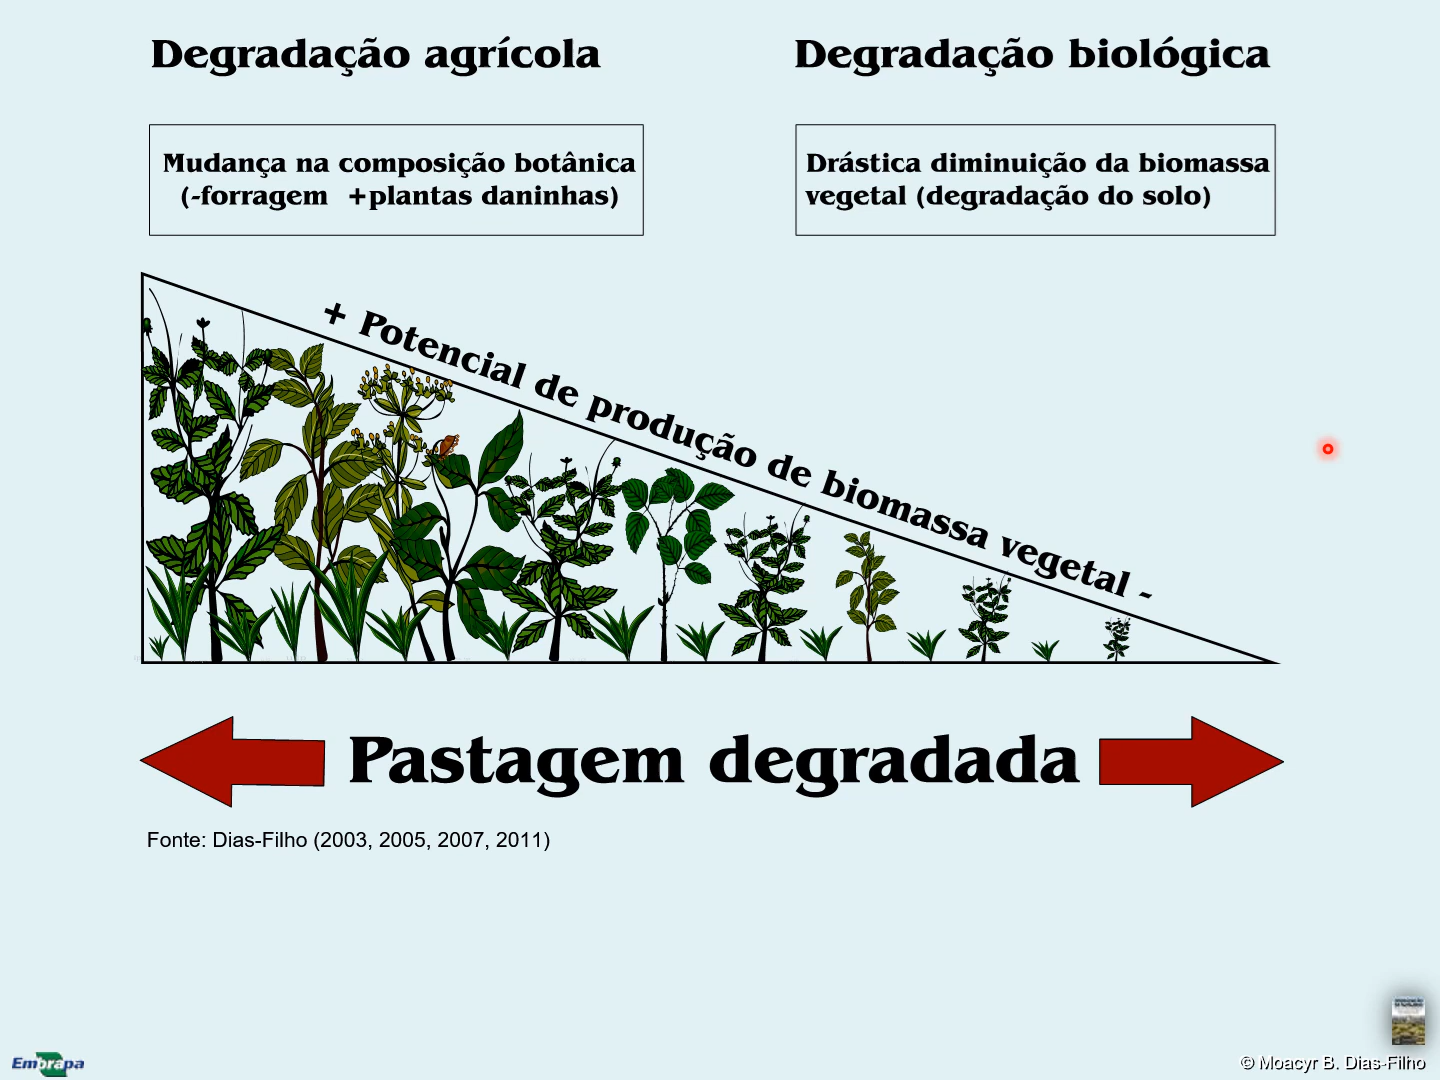 Degradação agrícola
Degradação biológica
Mudança na composição botânica
(-forragem +plantas daninhas)
Drástica diminuição da biomassa
vegetal (degradação do solo)
+ Potencial de produção de biomassa vegetal -
Pastagem degradada
Fonte: Dias-Filho (2003, 2005, 2007, 2011)
Embrapa
© Moacyr B. Dias-Filho